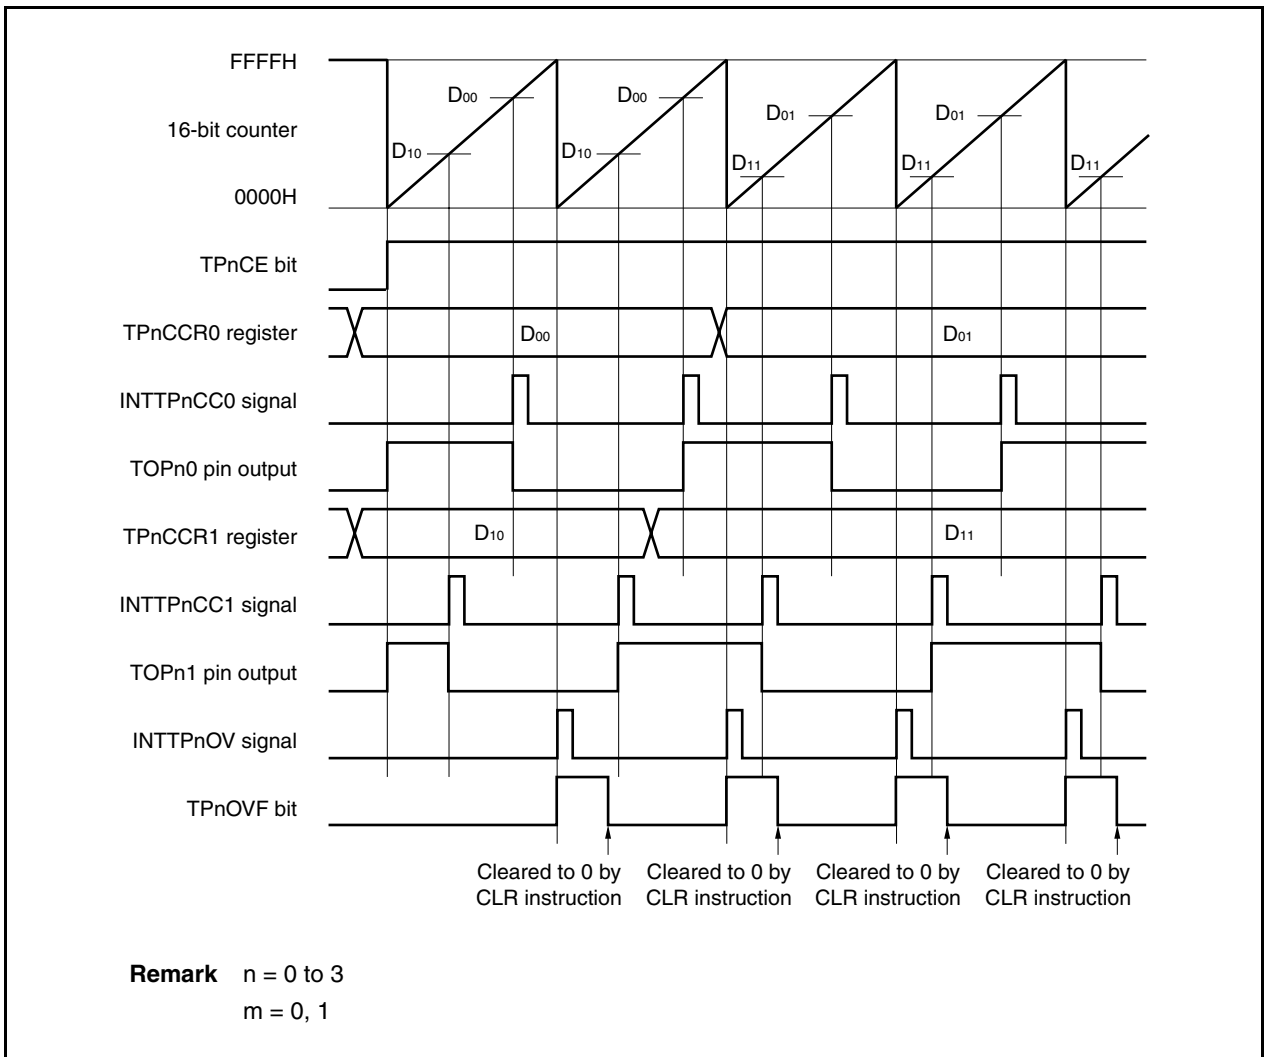 FFFFH
16-bit counter
0000H
D00
D10
D00
D10
D01
D11
D01
D11
D11
TPnCE bit
TPnCCR0 register
D00
D01
INTTPnCC0 signal
TOPn0 pin output
TPnCCR1 register
D10
D11
INTTPnCC1 signal
TOPn1 pin output
INTTPnOV signal
TPnOVF bit
Cleared to 0 by
CLR instruction
Cleared to 0 by
CLR instruction
Cleared to 0 by
CLR instruction
Cleared to 0 by
CLR instruction
Remark n = 0 to 3
m = 0, 1